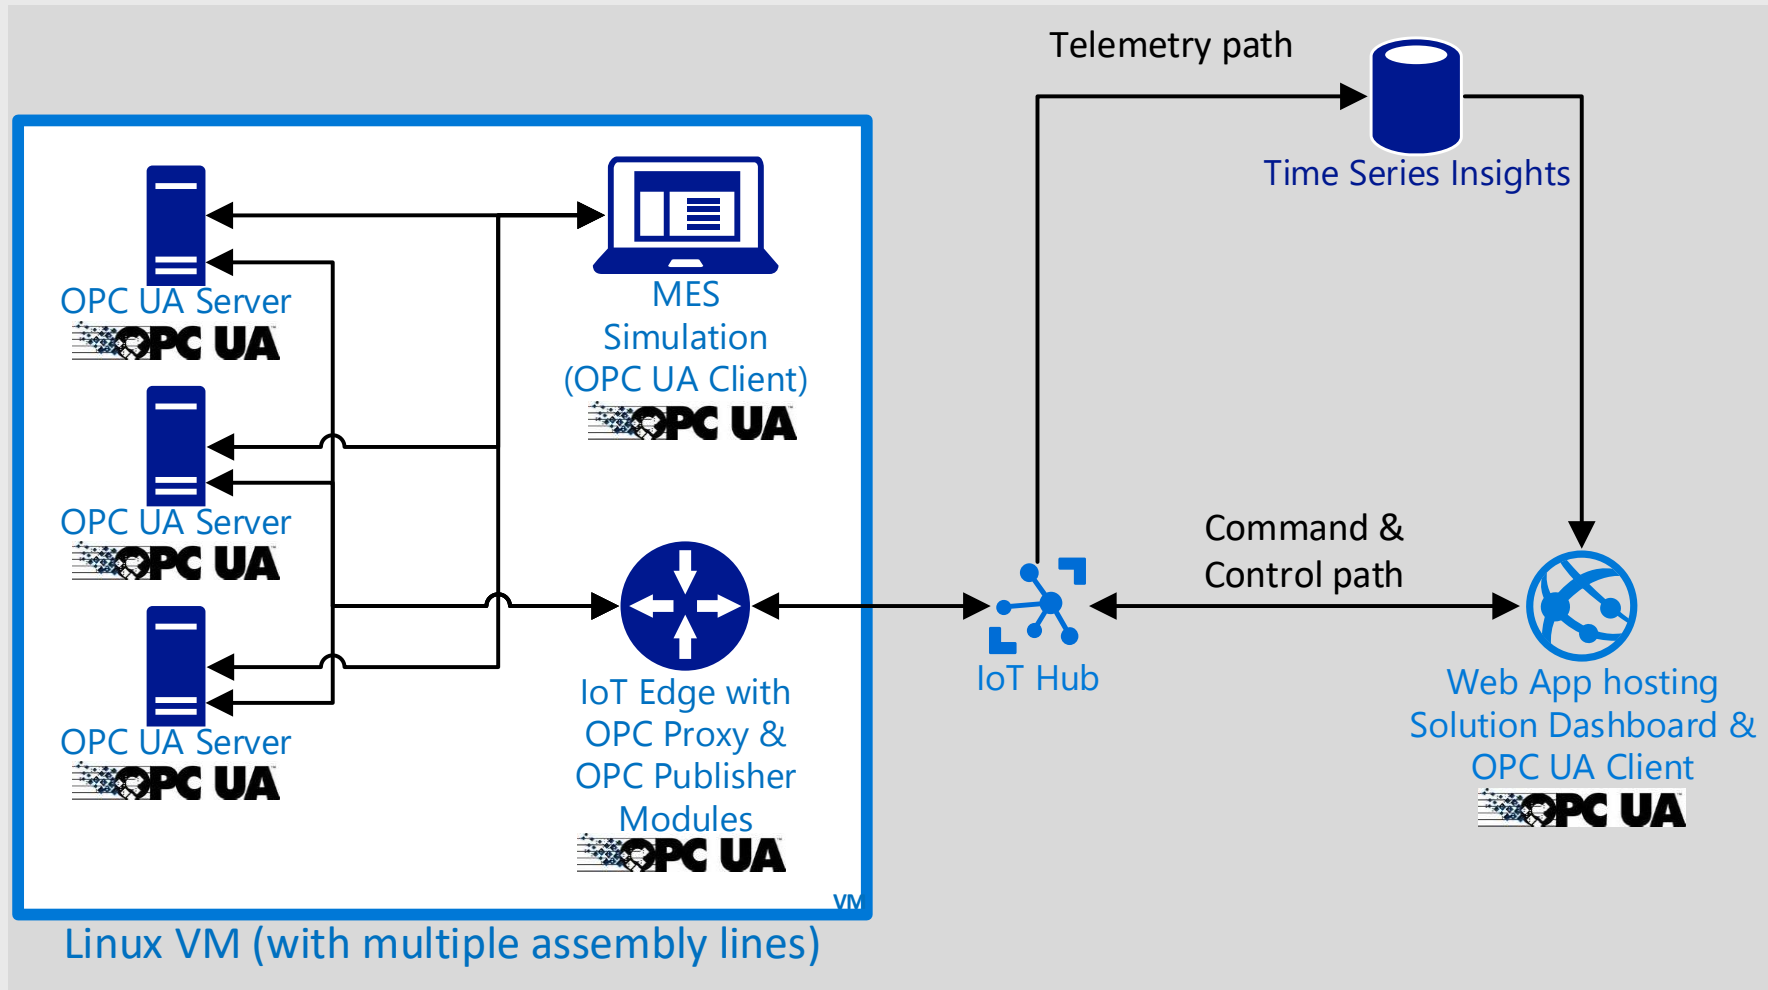 Telemetry path
Time Series Insights
OPC UA Server
OPC UA
MES
Simulation
(OPC UA Client)
OPC UA
OPC UA Server
OPC UA
OPC UA Server
OPC UA
IoT Edge with
OPC Proxy &
OPC Publisher
Modules
OPC UA
VM
Linux VM (with multiple assembly lines)
IoT Hub
Command &
Control path
Web App hosting
Solution Dashboard &
OPC UA Client
OPC UA